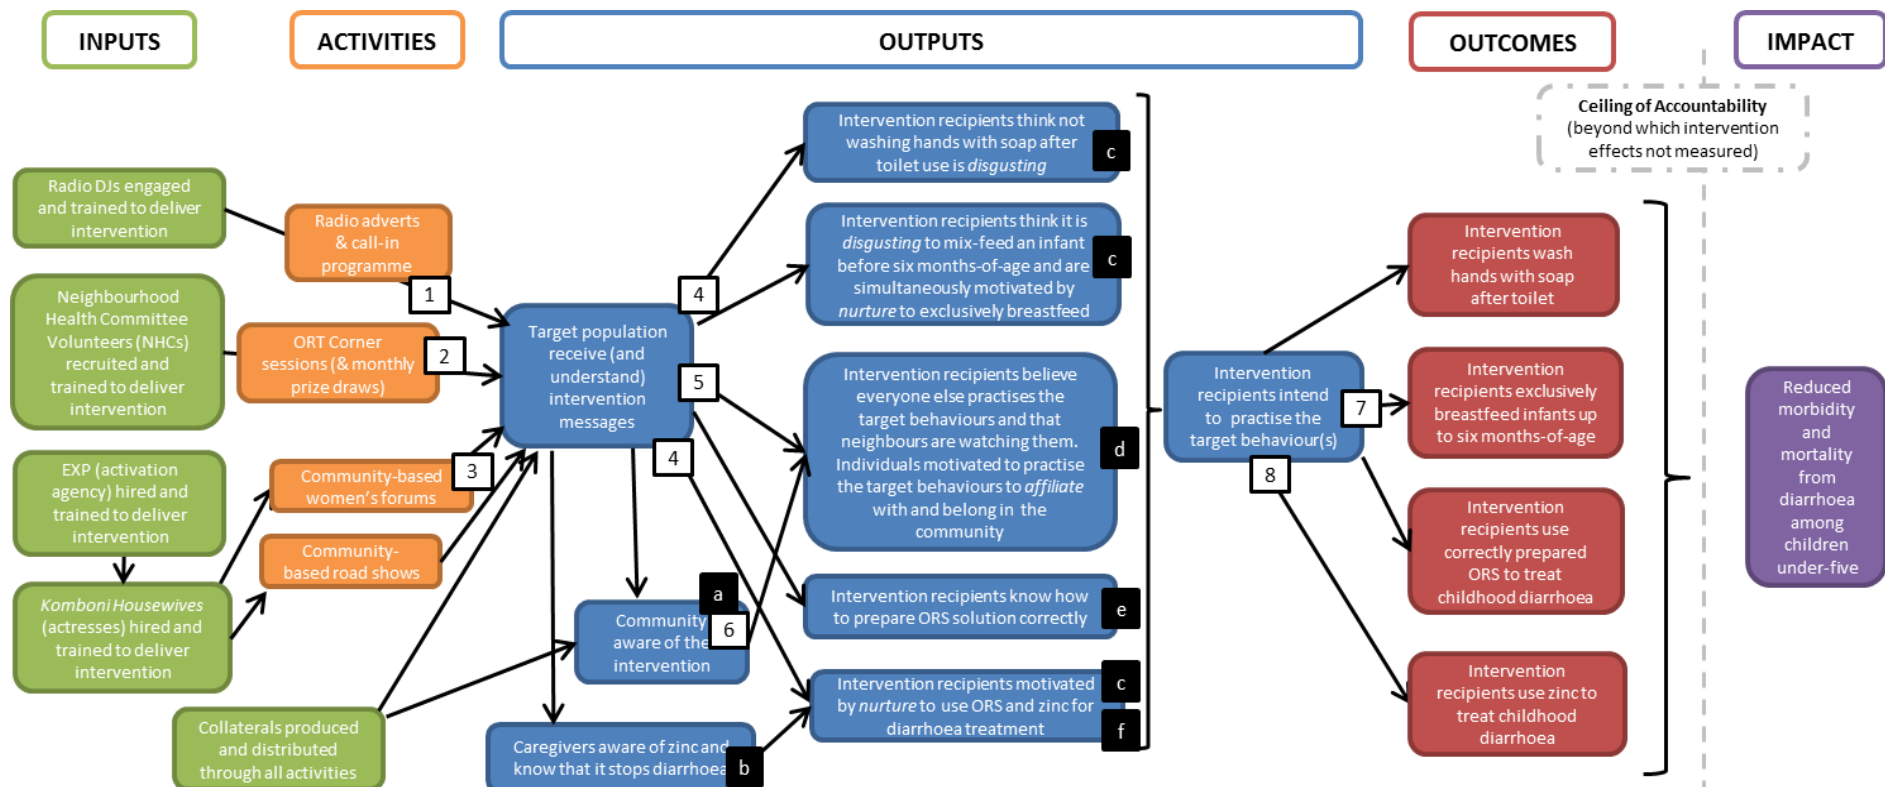 INPUTS
ACTIVITIES
OUTPUTS
OUTCOMES
IMPACT
Ceiling of Accountability
(beyond which intervention
effects not measured)
Radio DJs engaged
and trained to deliver
intervention
Neighbourhood
Health Committee
Volunteers (NHCs)
recruited and
trained to deliver
intervention
EXP (activation
agency) hired and
trained to deliver
intervention
Komboni Housewives
(actresses) hired and
trained to deliver
intervention
Collaterals produced
and distributed
through all activities
Radio adverts
& call-in
programme
1
ORT Corner
sessions (& monthly
prize draws)
2
Community-based
women's forums
3
Community-
based road shows
Target population
receive (and
understand)
intervention
messages
4
5
4
Community
aware of the
intervention
a
6
Caregivers aware of zinc and
know that it stops diarrhoea
b
Intervention recipients think not
washing hands with soap after
toilet use is disgusting
c
Intervention recipients think it is
disgusting to mix-feed an infant
before six months-of-age and are
simultaneously motivated by
nurture to exclusively breastfeed
c
Intervention recipients believe
everyone else practises the
target behaviours and that
neighbours are watching them.
Individuals motivated to practise
the target behaviours to affiliate
with and belong in the
community
d
Intervention recipients know how
to prepare ORS solution correctly
e
Intervention recipients motivated
by nurture to use ORS and zinc for
diarrhoea treatment
c
f
Intervention
recipients intend
to practise the
target behaviour(s)
7
8
Intervention
recipients wash
hands with soap
after toilet
Intervention
recipients exclusively
breastfeed infants up
to six months-of-age
Intervention
recipients use
correctly prepared
ORS to treat
childhood diarrhoea
Intervention
recipients use zinc to
treat childhood
diarrhoea
Reduced
morbidity
and
mortality
from
diarrhoea
among
children
under-five